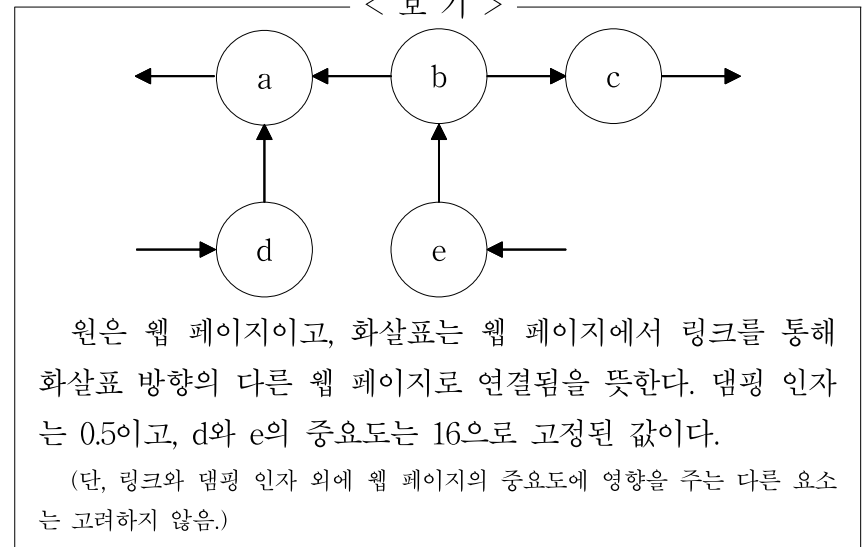 < 보 기 >
a b c
d e
원은 웹 페이지이고, 화살표는 웹 페이지에서 링크를 통해
화살표 방향의 다른 웹 페이지로 연결됨을 뜻한다. 댐핑 인자
는 0.5이고, d와 e의 중요도는 16으로 고정된 값이다.
(단, 링크와 댐핑 인자 외에 웹 페이지의 중요도에 영향을 주는 다른 요소
는 고려하지 않음.)